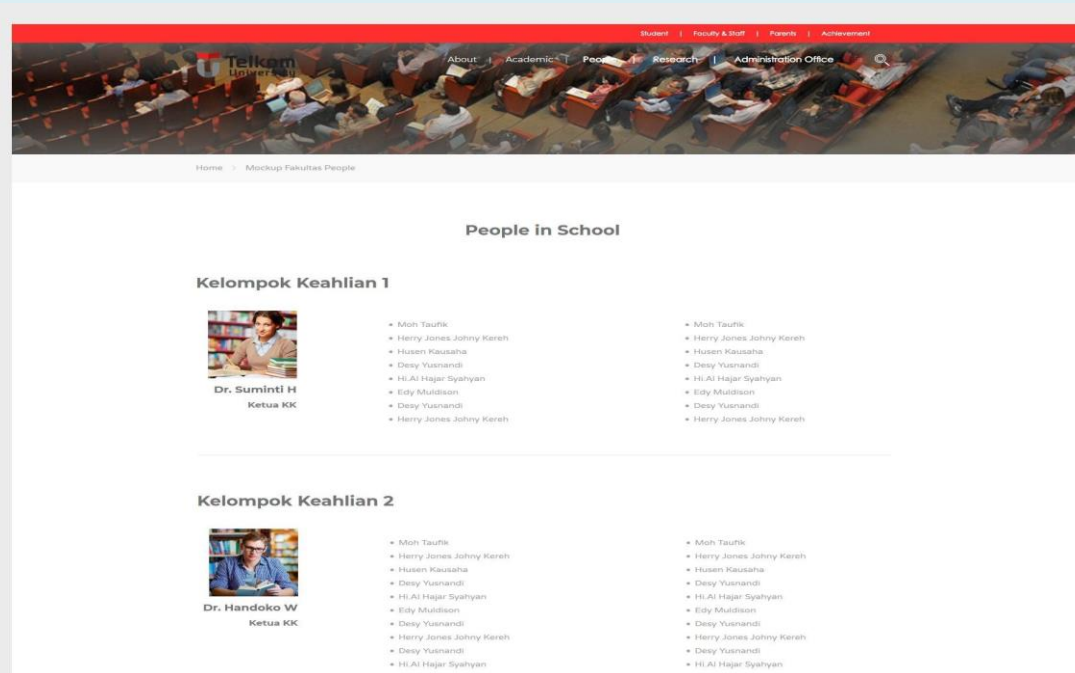 Student | Faculty & Staff | Parents | Achievement
Telkom
University
About | Academic | People | Research | Administration Office
Home > Mockup Fakultas People
People in School
Kelompok Keahlian 1
Dr. Suminti H
Ketua KK
• Moh Taufik
• Herry Jones Johny Kereh
• Husen Kausaha
• Desy Yusnandi
• Hi.Al Hajar Syahyan
• Edy Muldison
• Desy Yusnandi
• Herry Jones Johny Kereh
• Moh Taufik
• Herry Jones Johny Kereh
• Husen Kausaha
• Desy Yusnandi
• Hi.Al Hajar Syahyan
• Edy Muldison
• Desy Yusnandi
• Herry Jones Johny Kereh
Kelompok Keahlian 2
Dr. Handoko W
Ketua KK
• Moh Taufik
• Herry Jones Johny Kereh
• Husen Kausaha
• Desy Yusnandi
• Hi.Al Hajar Syahyan
• Edy Muldison
• Desy Yusnandi
• Herry Jones Johny Kereh
• Desy Yusnandi
• Hi.Al Hajar Syahyan
• Moh Taufik
• Herry Jones Johny Kereh
• Husen Kausaha
• Desy Yusnandi
• Hi.Al Hajar Syahyan
• Edy Muldison
• Desy Yusnandi
• Herry Jones Johny Kereh
• Desy Yusnandi
• Hi.Al Hajar Syahyan